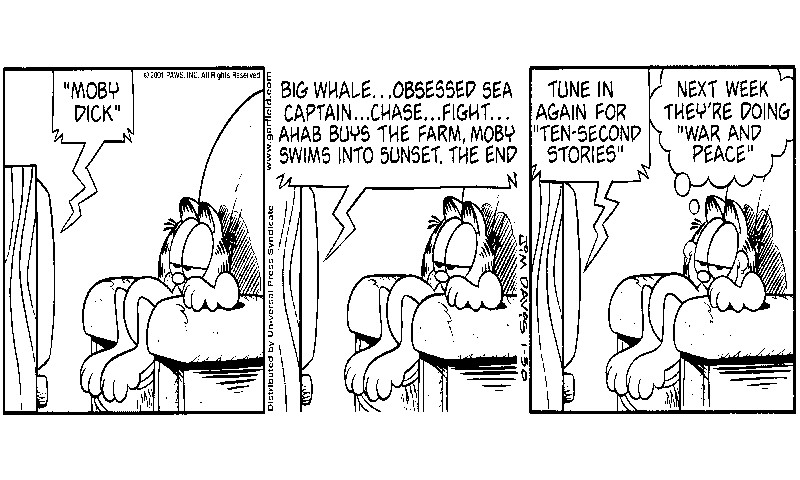 © 2001 PAWS, INC. All Rights Reserved
"MOBY
DICK"
www.garfield.com
Distributed by Universal Press Syndicate
BIG WHALE...OBSESSED SEA
CAPTAIN...CHASE...FIGHT...
AHAB BUYS THE FARM, MOBY
SWIMS INTO SUNSET. THE END
JIM DAVIS 1-30
TUNE IN
AGAIN FOR
"TEN-SECOND
STORIES"
NEXT WEEK
THEY'RE DOING
"WAR AND
PEACE"